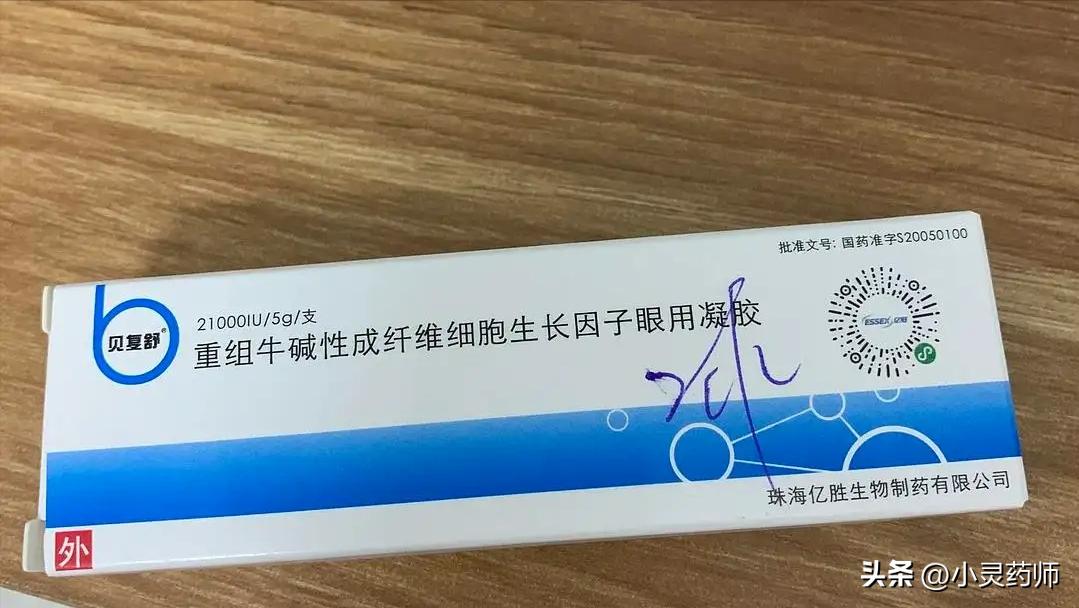 批准文号: 国药准字S20050100
贝复舒®
21000IU/5g/支
重组牛碱性成纤维细胞生长因子眼用凝胶
ESSEX 亿胜
珠海亿胜生物制药有限公司
外
头条 @小灵药师